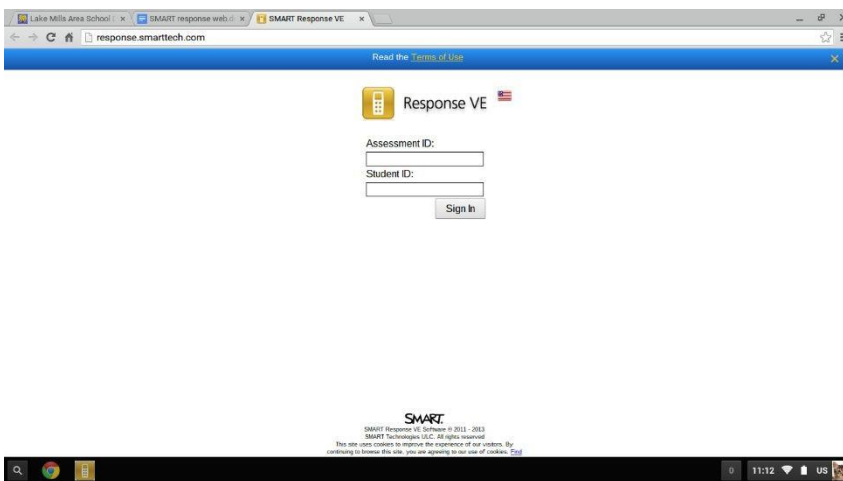 Lake Mills Area School
SMART response web d
SMART Response VE
response.smarttech.com
Read the Terms of Use
Response VE
Assessment ID:
Student ID:
Sign In
SMART
SMART Response VE Software © 2011 - 2013
SMART Technologies ULC. All rights reserved
This site uses cookies to improve the experience of our visitors. By
continuing to browse this site, you are agreeing to our use of cookies. Find
0 11:12 US